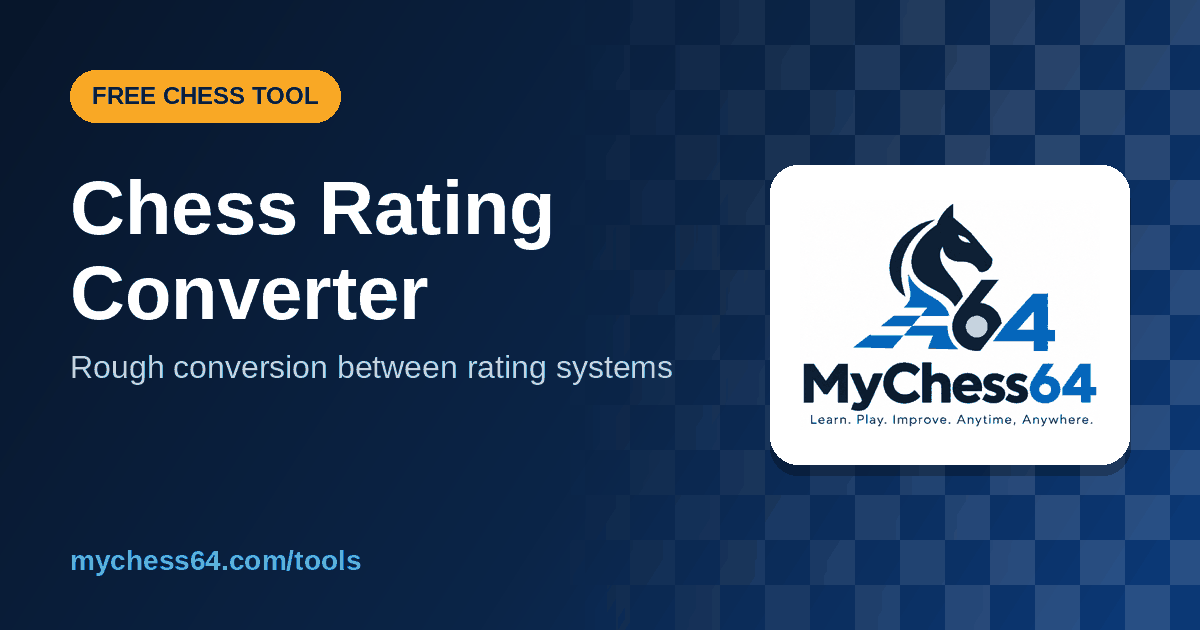 FREE CHESS TOOL
Chess Rating
Converter
Rough conversion between rating systems
64
MyChess64
Learn. Play. Improve. Anytime, Anywhere.
mychess64.com/tools